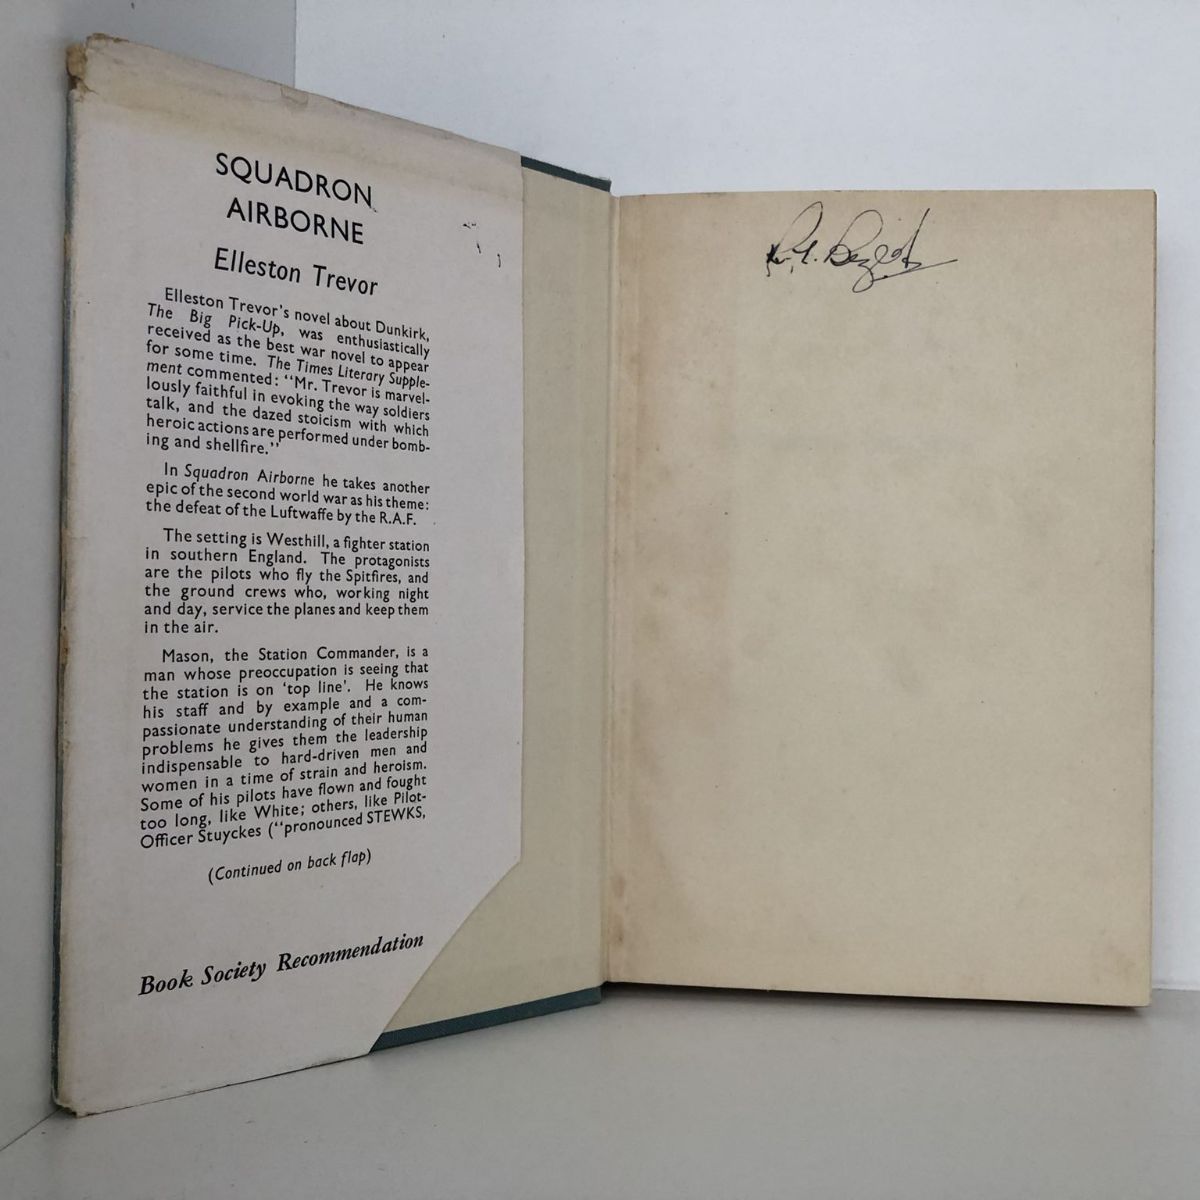 SQUADRON
AIRBORNE
Elleston Trevor
Elleston Trevor's novel about Dunkirk,
The Big Pick-Up, was enthusiastically
received as the best war novel to appear
for some time. The Times Literary Supple-
ment commented: "Mr. Trevor is marvel-
lously faithful in evoking the way soldiers
talk, and the dazed stoicism with which
heroic actions are performed under bomb-
ing and shellfire."
In Squadron Airborne he takes another
epic of the second world war as his theme:
the defeat of the Luftwaffe by the R.A.F.
The setting is Westhill, a fighter station
in southern England. The protagonists
are the pilots who fly the Spitfires, and
the ground crews who, working night
and day, service the planes and keep them
in the air.
Mason, the Station Commander, is a
man whose preoccupation is seeing that
the station is on 'top line'. He knows
his staff and by example and a com-
passionate understanding of their human
problems he gives them the leadership
indispensable to hard-driven men and
women in a time of strain and heroism.
Some of his pilots have flown and fought
too long, like White; others, like Pilot-
Officer Stuyckes ("pronounced STEWKS,
(Continued on back flap)
Book Society Recommendation